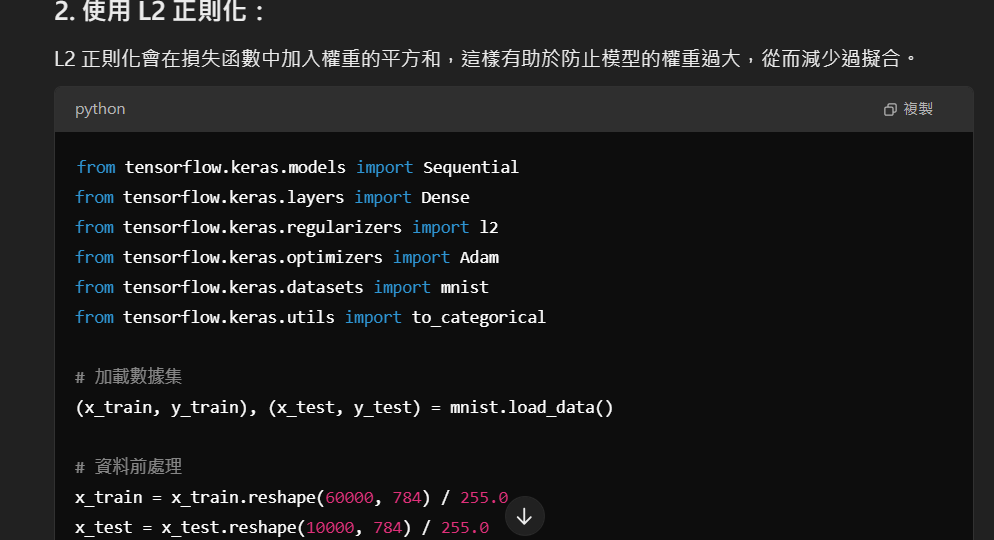 2. 使用 L2 正則化：
L2 正則化會在損失函數中加入權重的平方和，這樣有助於防止模型的權重過大，從而減少過擬合。
python 複製
from tensorflow.keras.models import Sequential
from tensorflow.keras.layers import Dense
from tensorflow.keras.regularizers import l2
from tensorflow.keras.optimizers import Adam
from tensorflow.keras.datasets import mnist
from tensorflow.keras.utils import to_categorical
# 加載數據集
(x_train, y_train), (x_test, y_test) = mnist.load_data()
# 資料前處理
x_train = x_train.reshape(60000, 784) / 255.0
x_test = x_test.reshape(10000, 784) / 255.0